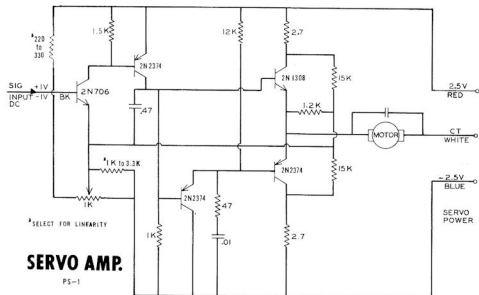 *220
to
330
1.5K
2N2374
12K
2.7
2N1308
15K
2.5V
RED
SIG
INPUT
DC
+1V
-1V
BK
2N706
.47
1.2K
MOTOR
CT
WHITE
*1K to 3.3K
15K
2N2374
2N2374
1K
-2.5V
BLUE
*SELECT FOR LINEARITY
1K
47
.01
2.7
SERVO
POWER
SERVO AMP.
PS-1